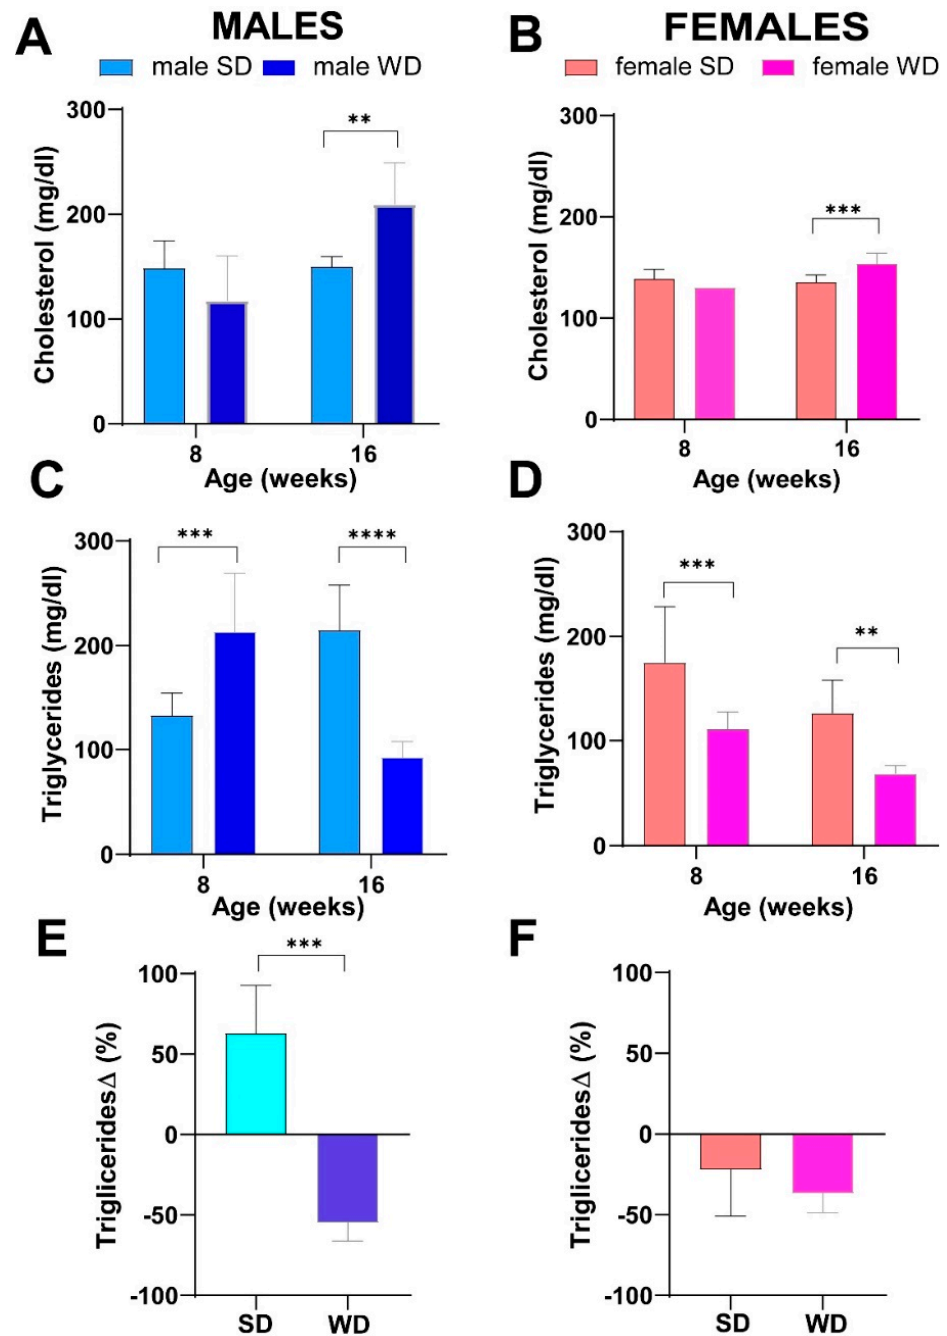 A MALES
male SD male WD
Cholesterol (mg/dl)
300
200
100
0
**
8 16
Age (weeks)
B FEMALES
female SD female WD
Cholesterol (mg/dl)
300
200
100
0
***
8 16
Age (weeks)
C
Triglycerides (mg/dl)
300
200
100
0
*** ****
8 16
Age (weeks)
D
Triglycerides (mg/dl)
300
200
100
0
***
**
8 16
Age (weeks)
E
TrigliceridesΔ (%)
100
50
0
-50
-100
***
SD WD
F
TrigliceridesΔ (%)
100
50
0
-50
-100
SD WD